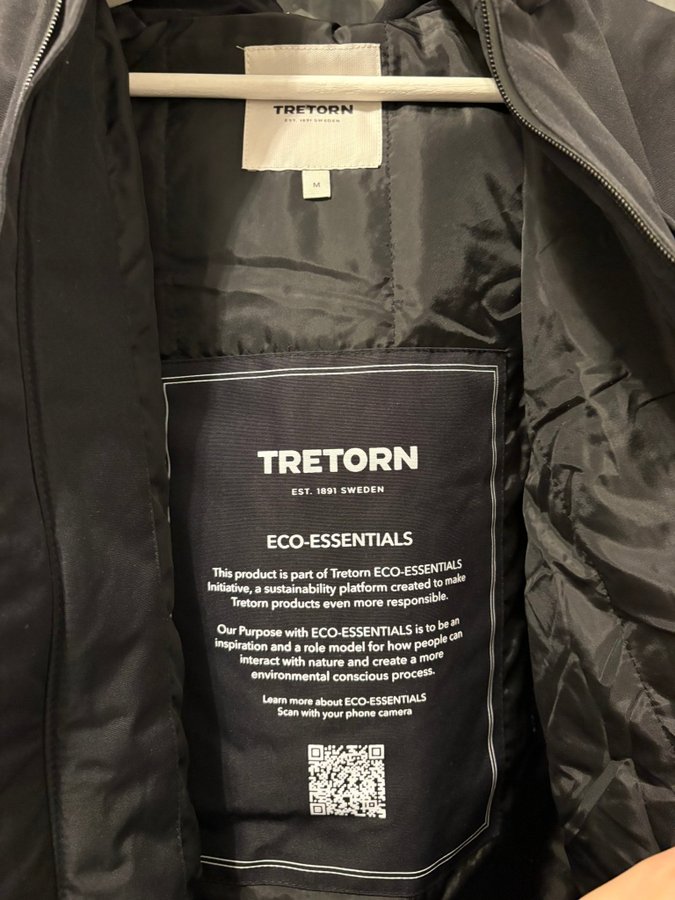 TRETORN
EST. 1891 SWEDEN
M
TRETORN
EST. 1891 SWEDEN
ECO-ESSENTIALS
This product is part of Tretorn ECO-ESSENTIALS
Initiative, a sustainability platform created to make
Tretorn products even more responsible.
Our Purpose with ECO-ESSENTIALS is to be an
inspiration and a role model for how people can
interact with nature and create a more
environmental conscious process.
Learn more about ECO-ESSENTIALS
Scan with your phone camera